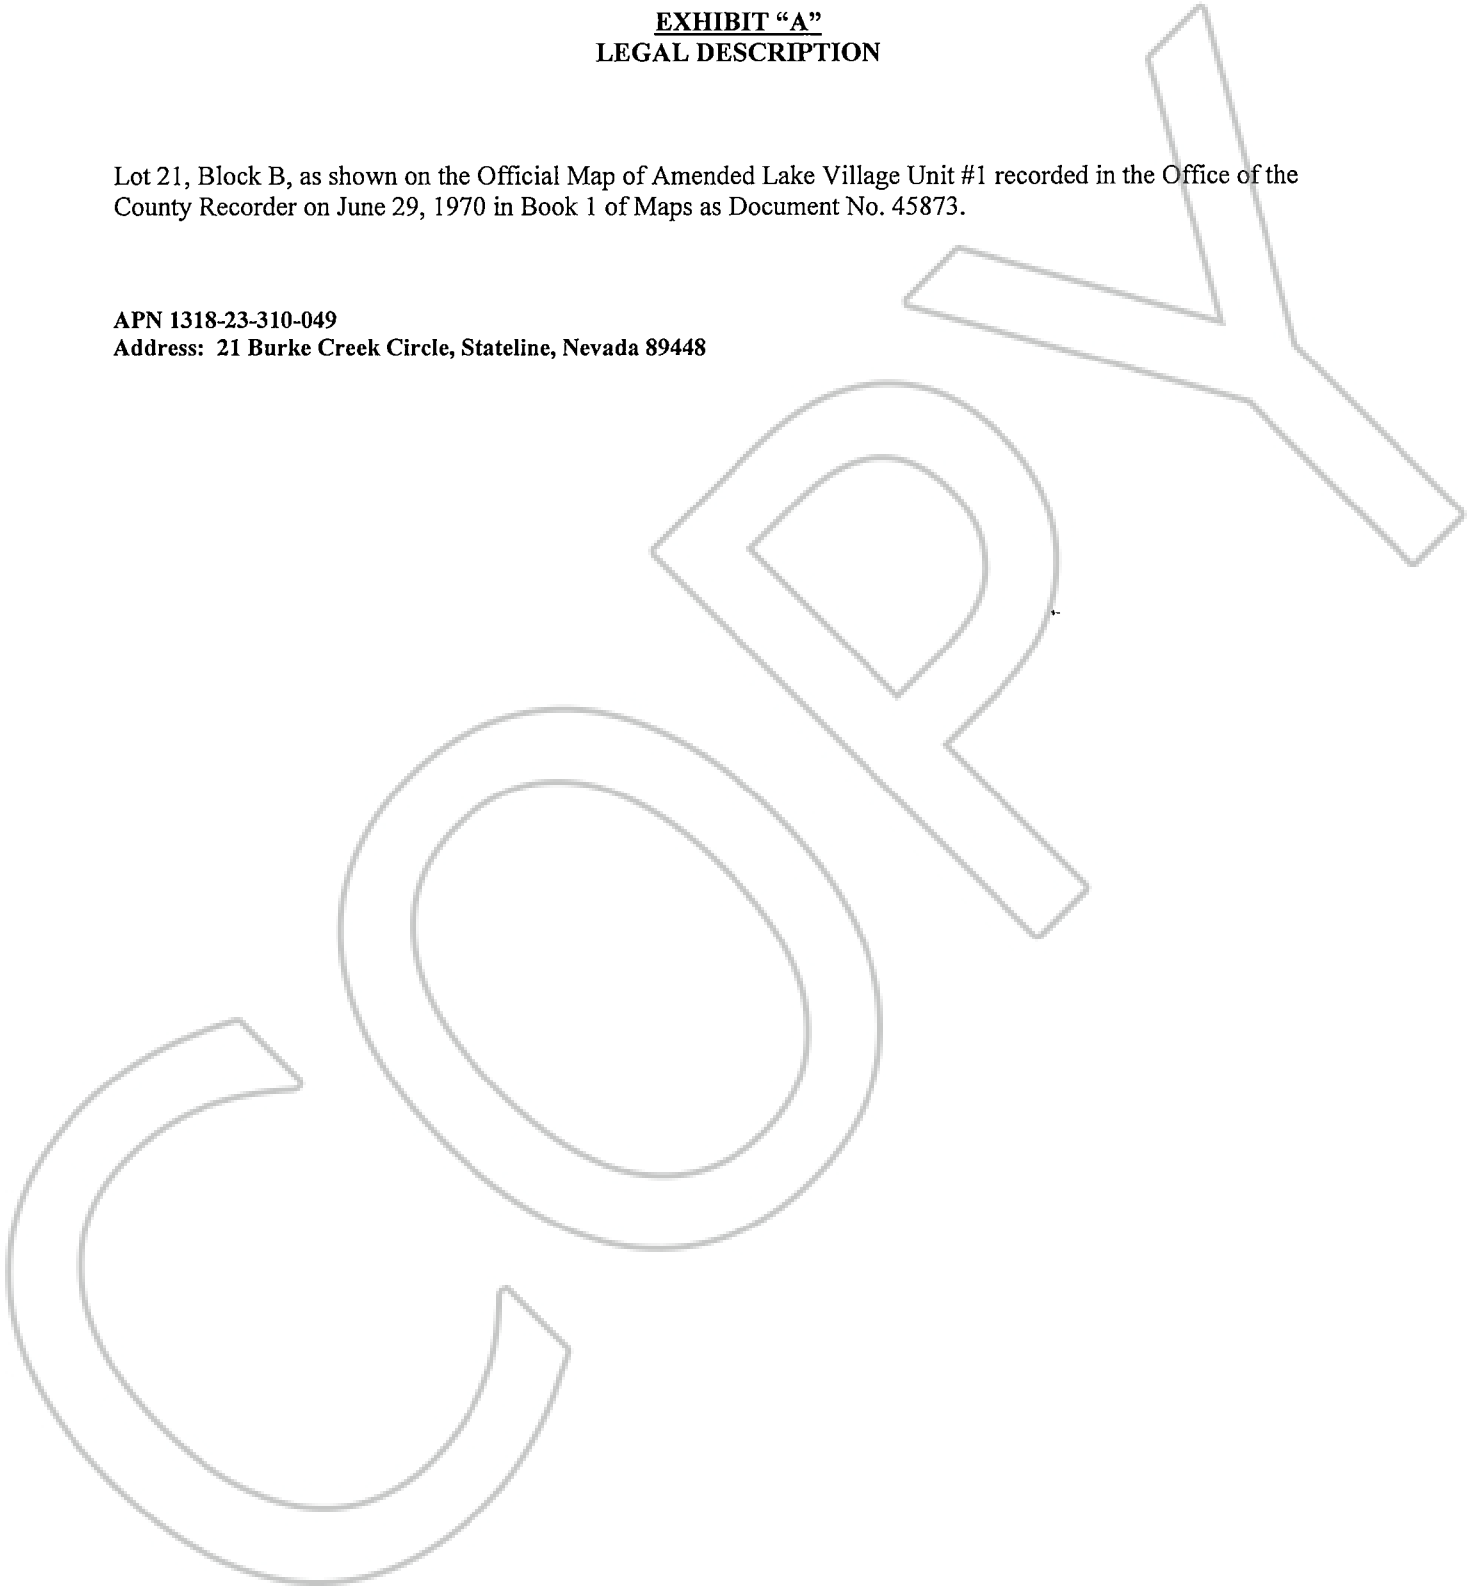 EXHIBIT “A”
LEGAL DESCRIPTION
Lot 21, Block B, as shown on the Official Map of Amended Lake Village Unit #1 recorded in the Office of the
County Recorder on June 29, 1970 in Book 1 of Maps as Document No. 45873.
APN 1318-23-310-049
Address: 21 Burke Creek Circle, Stateline, Nevada 89448
COPY